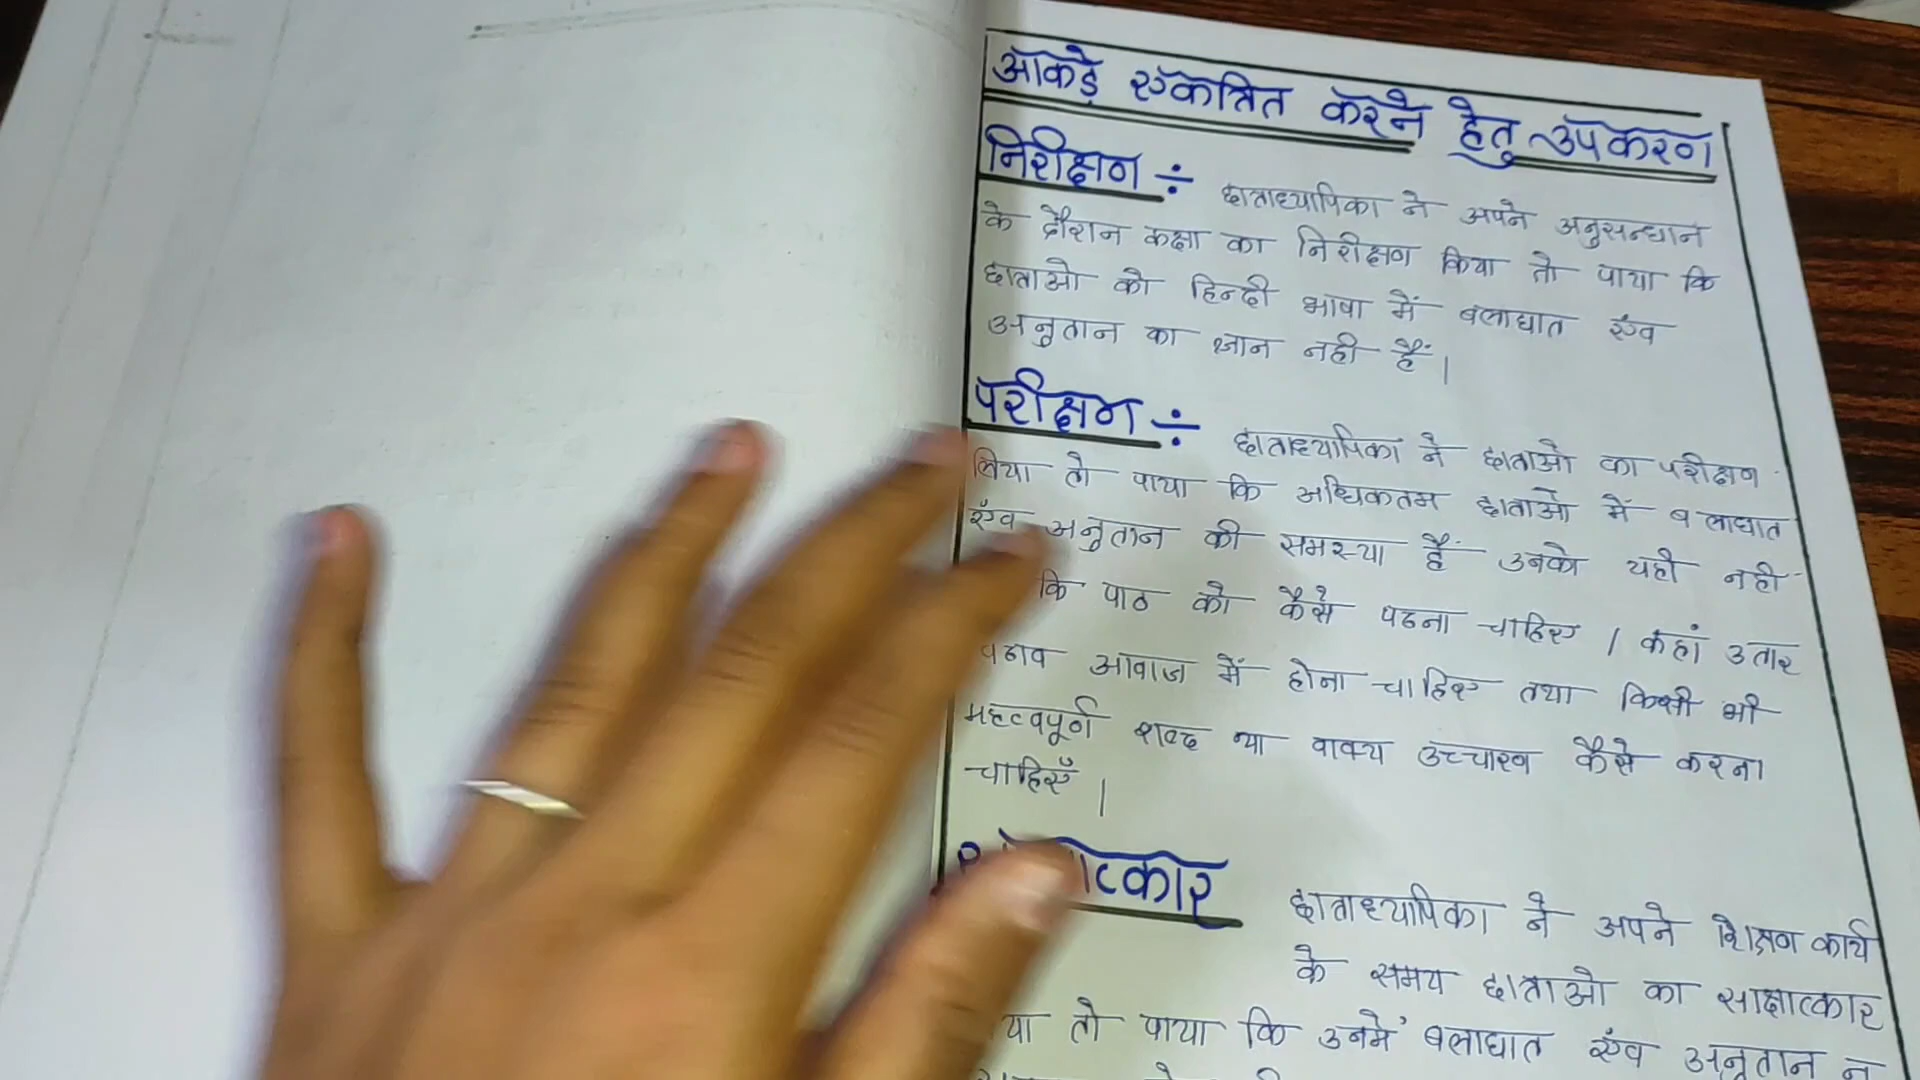 आकड़े एकत्रित करने हेतु उपकरण
निरीक्षण ÷ छात्राध्यापिका ने अपने अनुसन्धान
के दौरान कक्षा का निरीक्षण किया तो पाया कि
छात्राओ को हिन्दी भाषा में बलाघात एंव
अनुतान का ज्ञान नही हैं।
परीक्षण ÷ छात्राध्यापिका ने छात्राओ का परीक्षण
लिया तो पाया कि अधिकतम छात्राओ में बलाघात
एंव अनुतान की समस्या हैं उनको यही नही
कि पाठ को कैसे पढना चाहिए । कहां उतार
चढाव आवाज में होना चाहिए तथा किसी भी
महत्वपूर्ण शब्द या वाक्य उच्चारण कैसे करना
चाहिएँ ।
छात्राध्यापिका ने अपने शिक्षण कार्य
के समय छात्राओ का साक्षात्कार
तो पाया कि उनमें बलाघात एंव अनुतान न